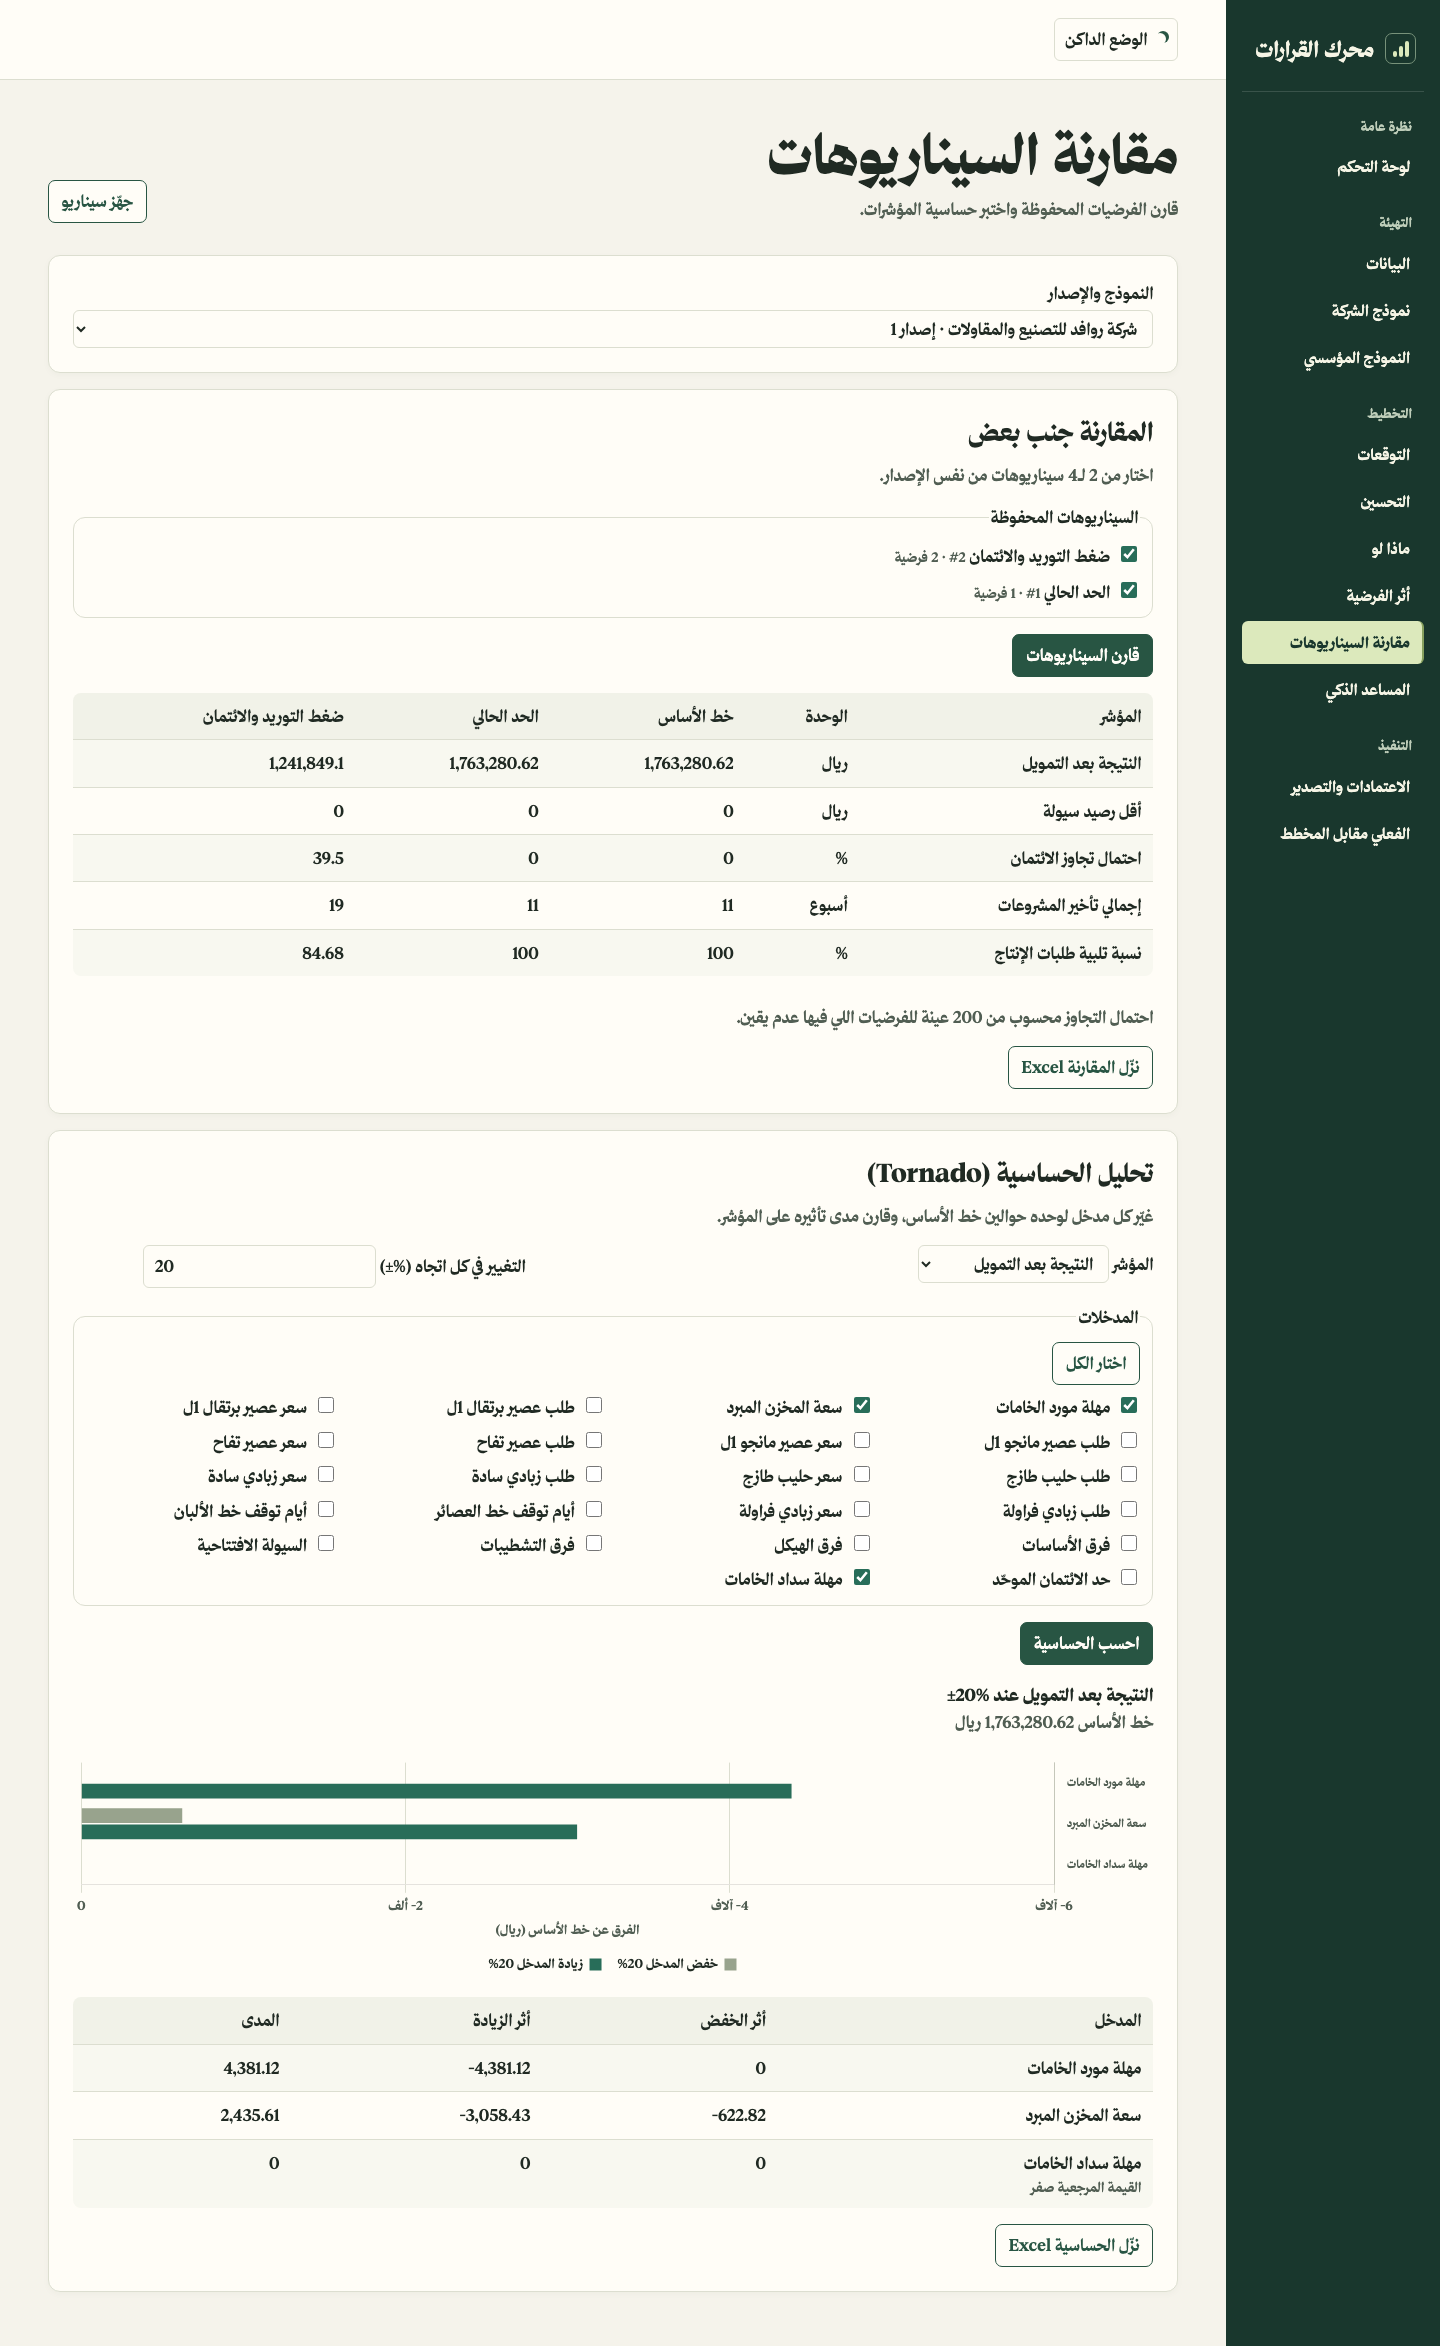 محرك القرارات
نظرة عامة
لوحة التحكم
التهيئة
البيانات
نموذج الشركة
النموذج المؤسسي
التخطيط
التوقعات
التحسين
ماذا لو
أثر الفرضية
مقارنة السيناريوهات
المساعد الذكي
التنفيذ
الاعتمادات والتصدير
الفعلي مقابل المخطط
الوضع الداكن
مقارنة السيناريوهات
قارن الفرضيات المحفوظة واختبر حساسية المؤشرات.
جهّز سيناريو
النموذج والإصدار
شركة روافد للتصنيع والمقاولات · إصدار 1
المقارنة جنب بعض
اختار من 2 لـ4 سيناريوهات من نفس الإصدار.
السيناريوهات المحفوظة
ضغط التوريد والائتمان #2 · 2 فرضية
الحد الحالي #1 · 1 فرضية
قارن السيناريوهات
المؤشر الوحدة خط الأساس الحد الحالي ضغط التوريد والائتمان
النتيجة بعد التمويل ريال 1,763,280.62 1,763,280.62 1,241,849.1
أقل رصيد سيولة ريال 0 0 0
احتمال تجاوز الائتمان % 0 0 39.5
إجمالي تأخير المشروعات أسبوع 11 11 19
نسبة تلبية طلبات الإنتاج % 100 100 84.68
احتمال التجاوز محسوب من 200 عينة للفرضيات اللي فيها عدم يقين.
نزّل المقارنة Excel
تحليل الحساسية (Tornado)
غيّر كل مدخل لوحده حوالين خط الأساس، وقارن مدى تأثيره على المؤشر.
المؤشر النتيجة بعد التمويل التغيير في كل اتجاه (%±) 20
المدخلات
اختار الكل
مهلة مورد الخامات سعة المخزن المبرد طلب عصير برتقال 1ل سعر عصير برتقال 1ل
طلب عصير مانجو 1ل سعر عصير مانجو 1ل طلب عصير تفاح سعر عصير تفاح
طلب حليب طازج سعر حليب طازج طلب زبادي سادة سعر زبادي سادة
طلب زبادي فراولة سعر زبادي فراولة أيام توقف خط العصائر أيام توقف خط الألبان
فرق الأساسات فرق الهيكل فرق التشطيبات السيولة الافتتاحية
حد الائتمان الموحّد مهلة سداد الخامات
احسب الحساسية
النتيجة بعد التمويل عند %20±
خط الأساس 1,763,280.62 ريال
مهلة مورد الخامات
سعة المخزن المبرد
مهلة سداد الخامات
6- آلاف 4- آلاف 2- ألف 0
الفرق عن خط الأساس (ريال)
خفض المدخل 20% زيادة المدخل 20%
المدخل أثر الخفض أثر الزيادة المدى
مهلة مورد الخامات 0 -4,381.12 4,381.12
سعة المخزن المبرد -622.82 -3,058.43 2,435.61
مهلة سداد الخامات 0 0 0
القيمة المرجعية صفر
نزّل الحساسية Excel